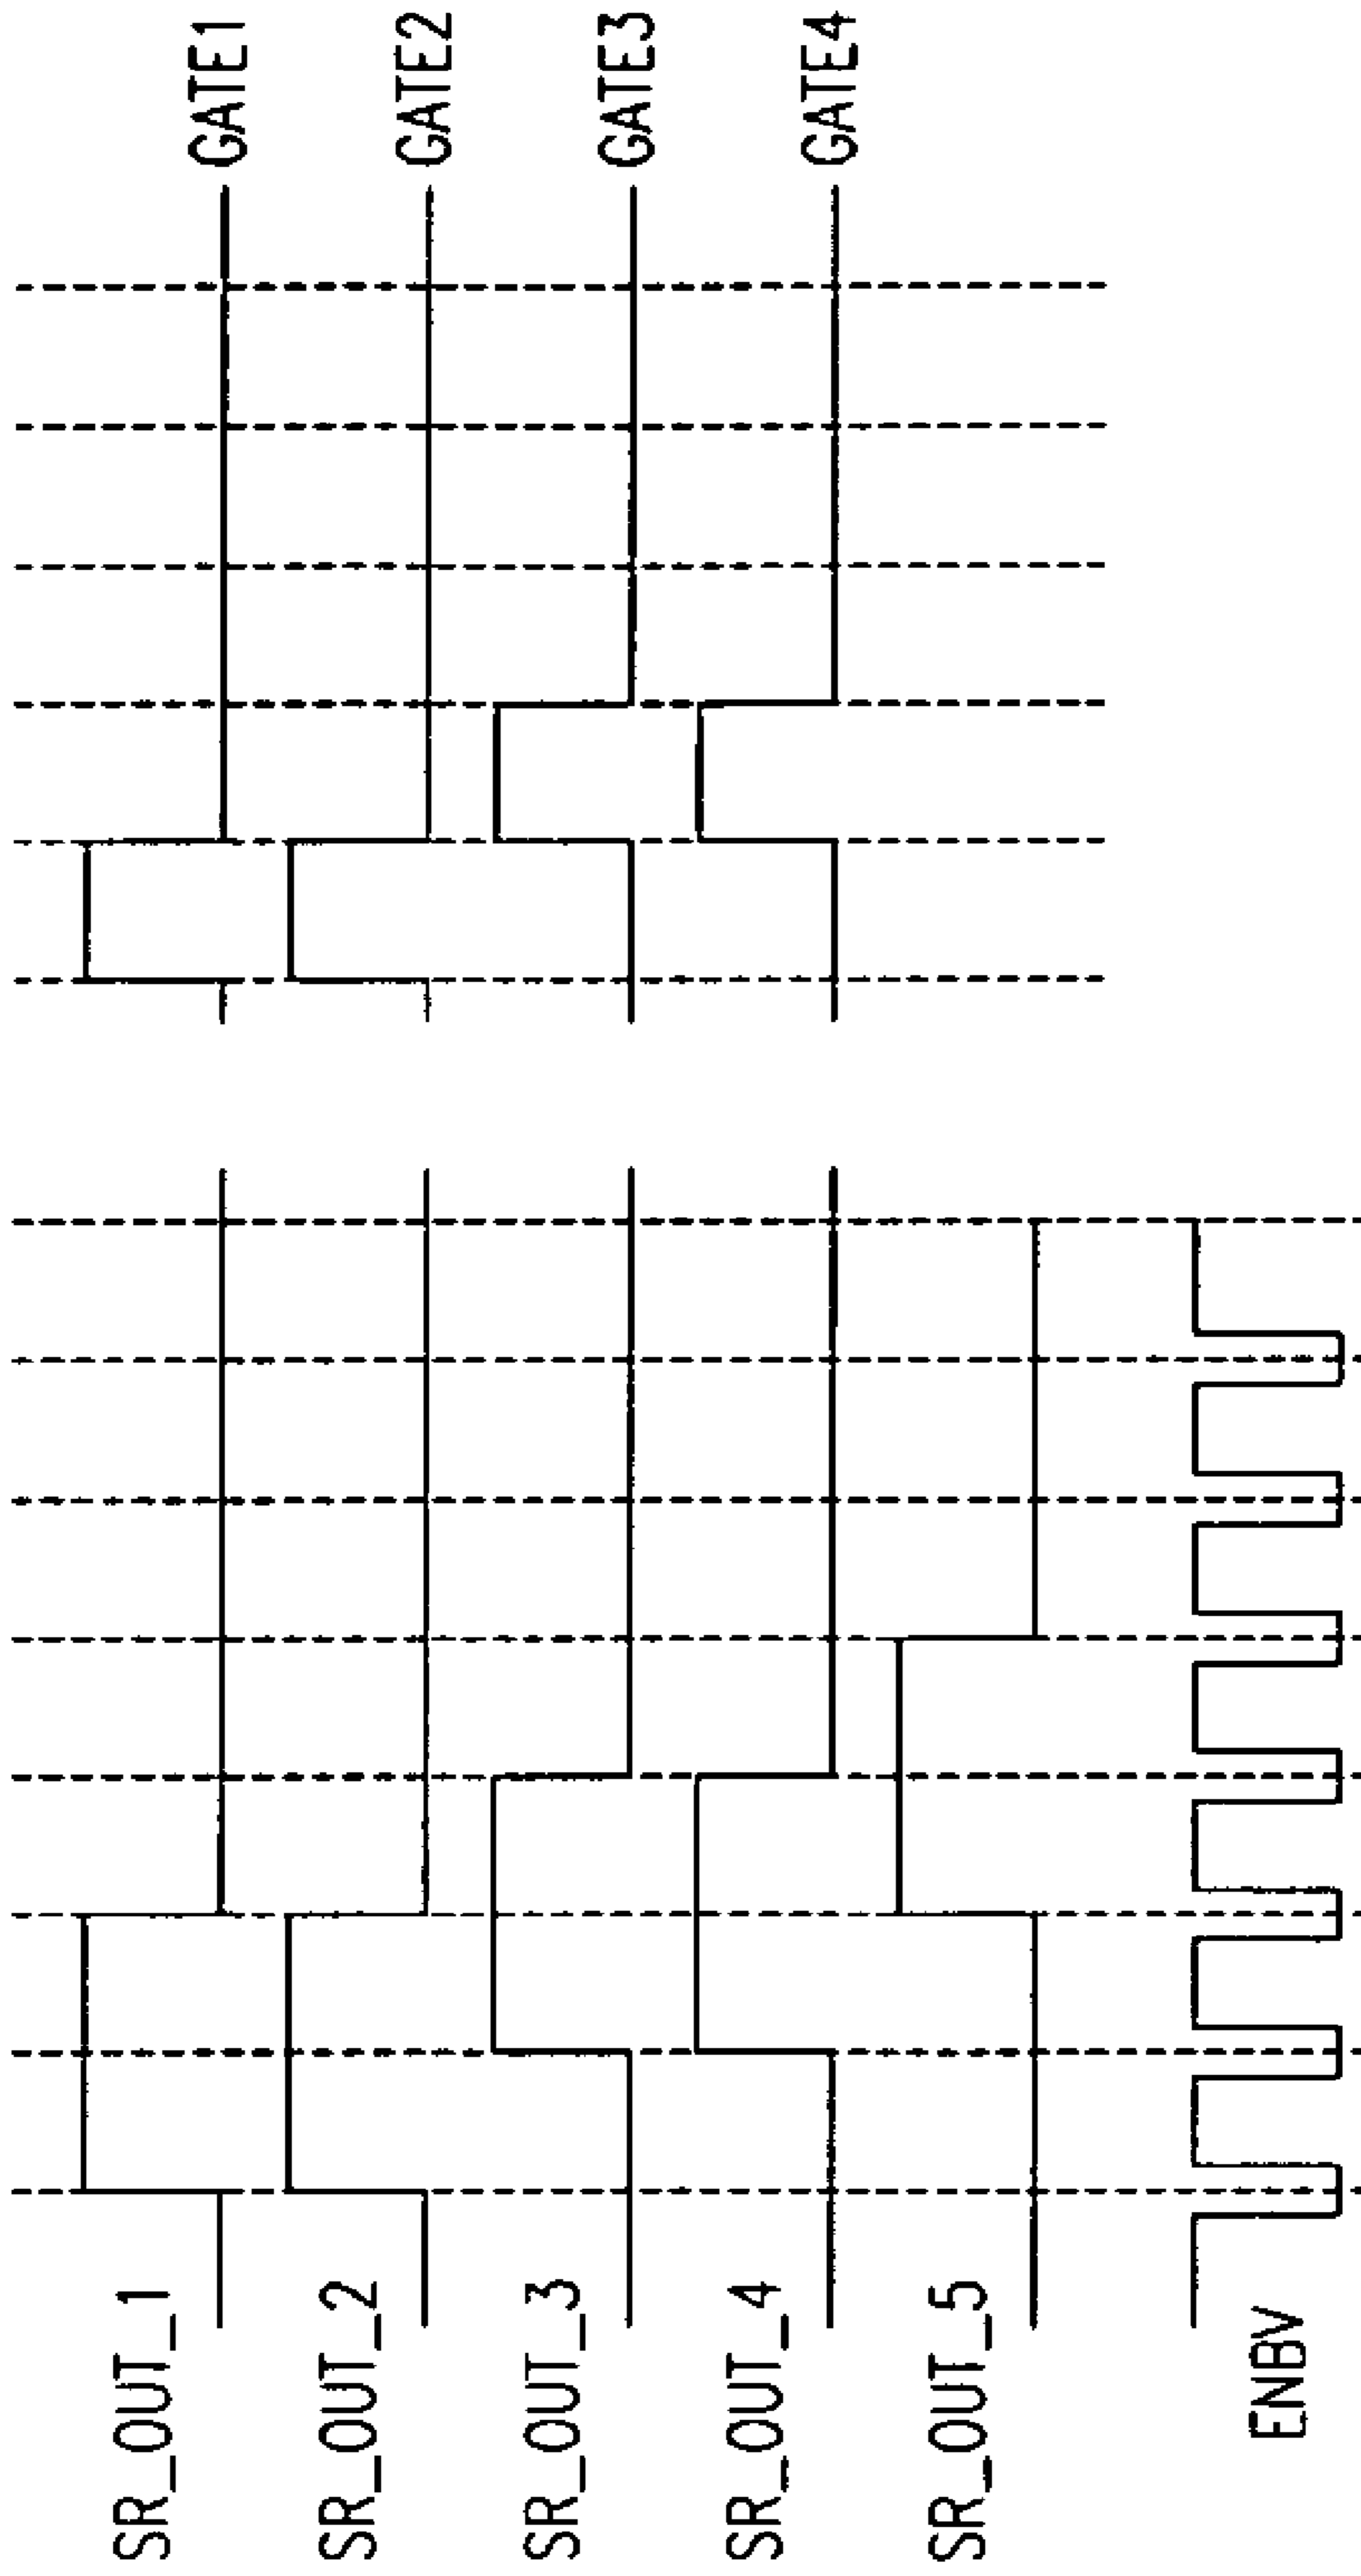 SR_OUT_1
SR_OUT_2
SR_OUT_3
SR_OUT_4
SR_OUT_5
ENBV
GATE1
GATE2
GATE3
GATE4